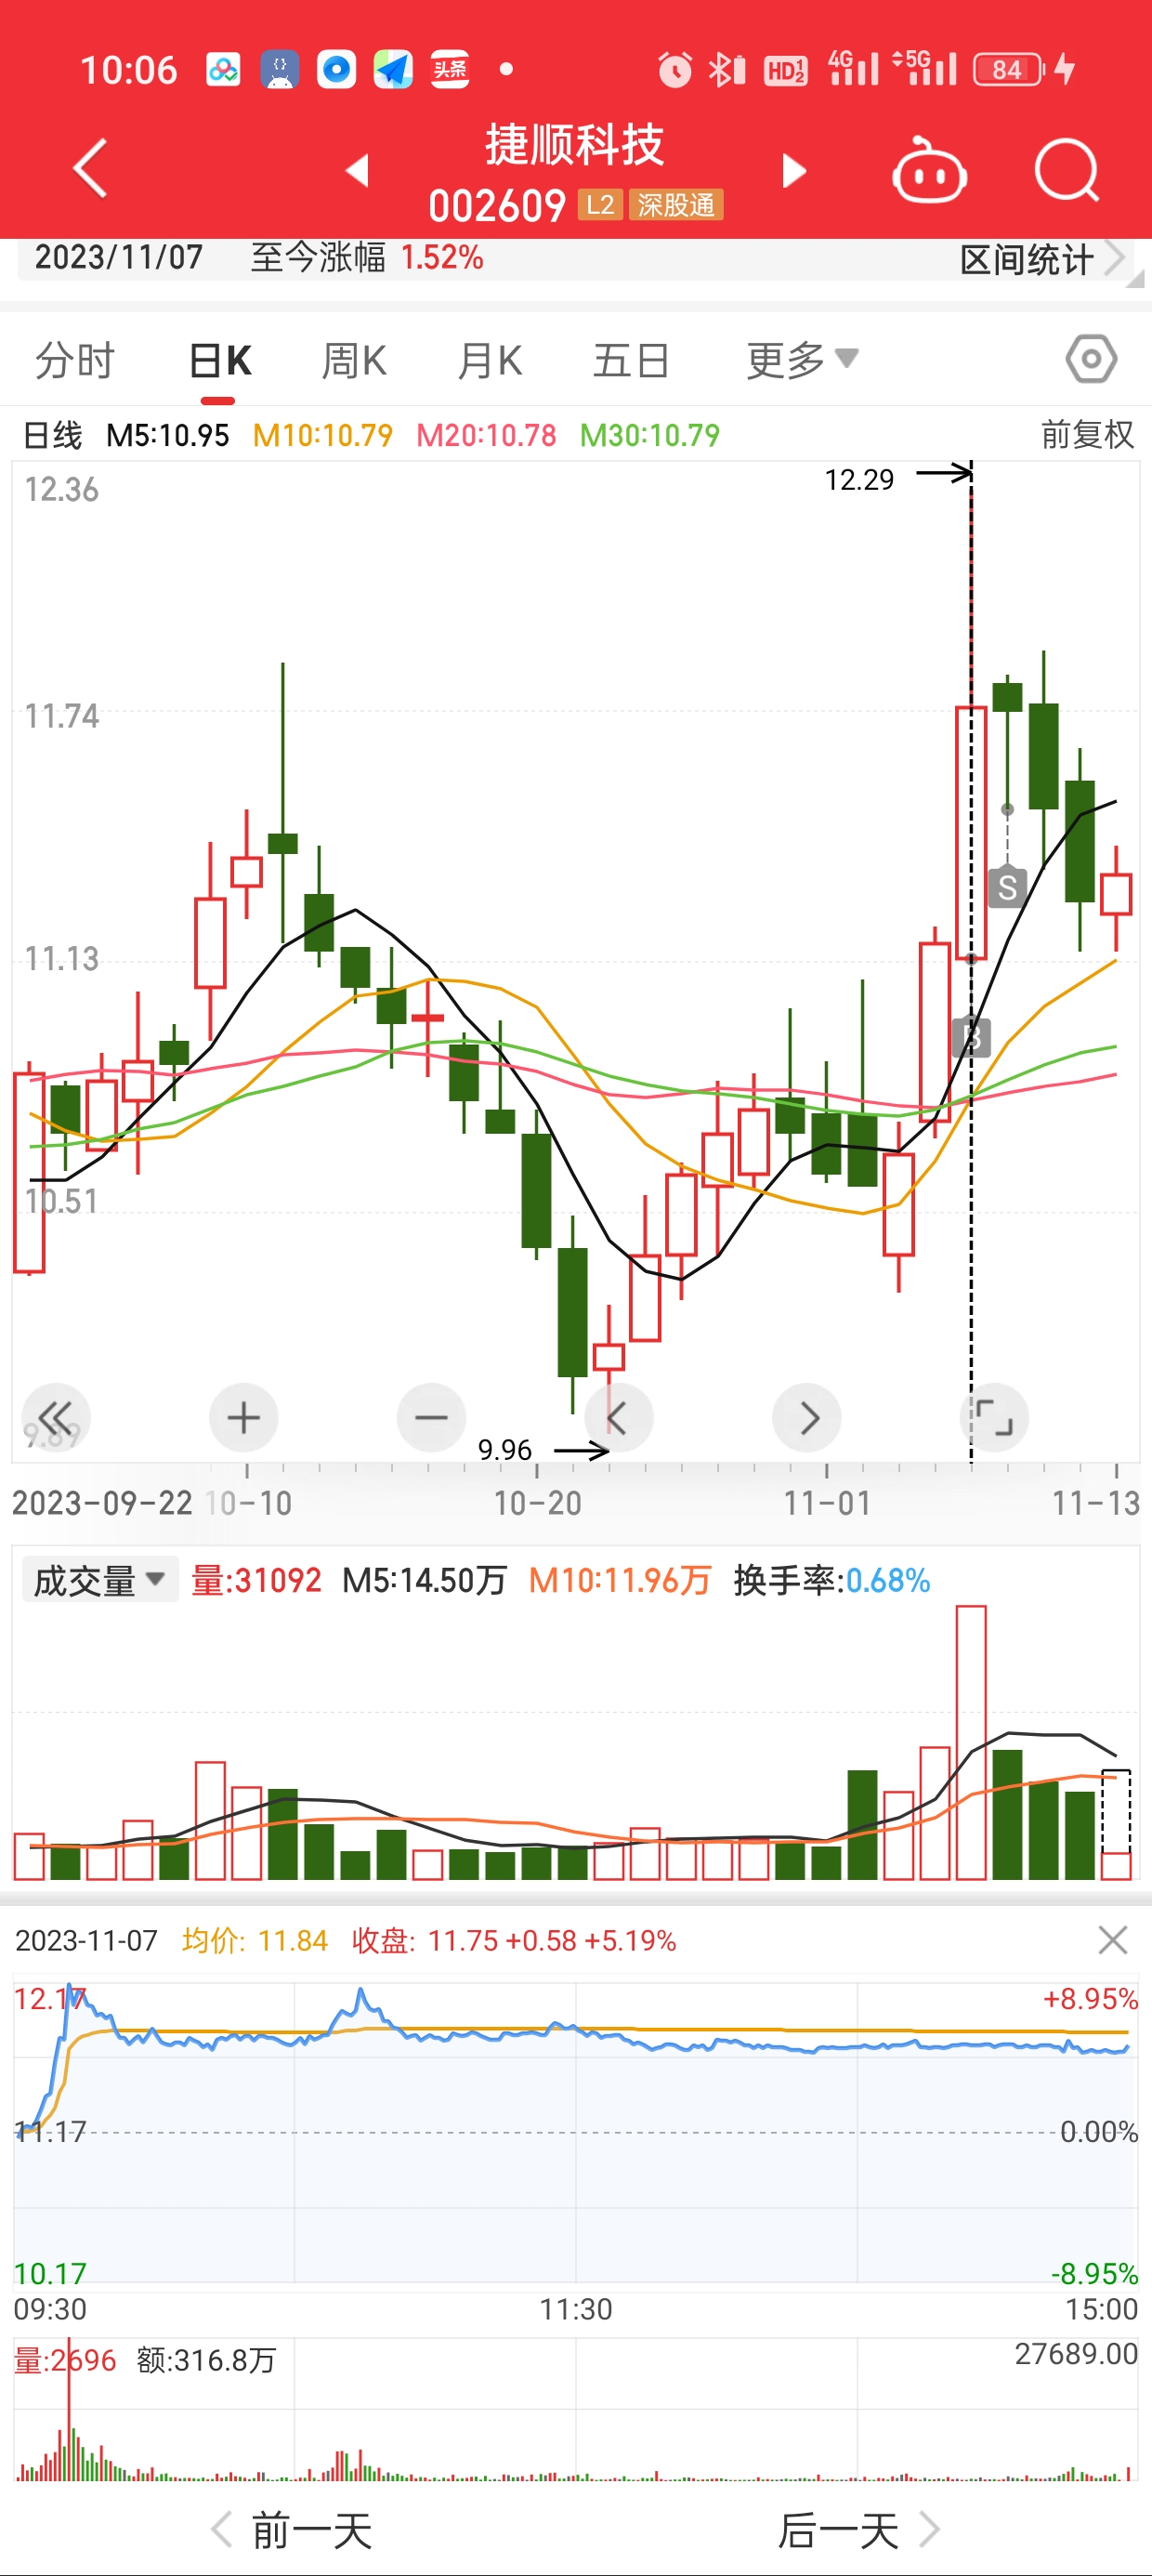 10:06 头条 HD12 4G 5G 84
捷顺科技
002609 L2 深股通
2023/11/07 至今涨幅 1.52% 区间统计
分时 日K 周K 月K 五日 更多
日线 M5:10.95 M10:10.79 M20:10.78 M30:10.79 前复权
12.29
12.36
11.74
S
11.13
B
10.51
9.89
9.96
2023-09-22 10-10 10-20 11-01 11-13
成交量 量:31092 M5:14.50万 M10:11.96万 换手率:0.68%
2023-11-07 均价: 11.84 收盘: 11.75 +0.58 +5.19%
12.17 +8.95%
11.17 0.00%
10.17 -8.95%
09:30 11:30 15:00
量:2696 额:316.8万 27689.00
前一天 后一天